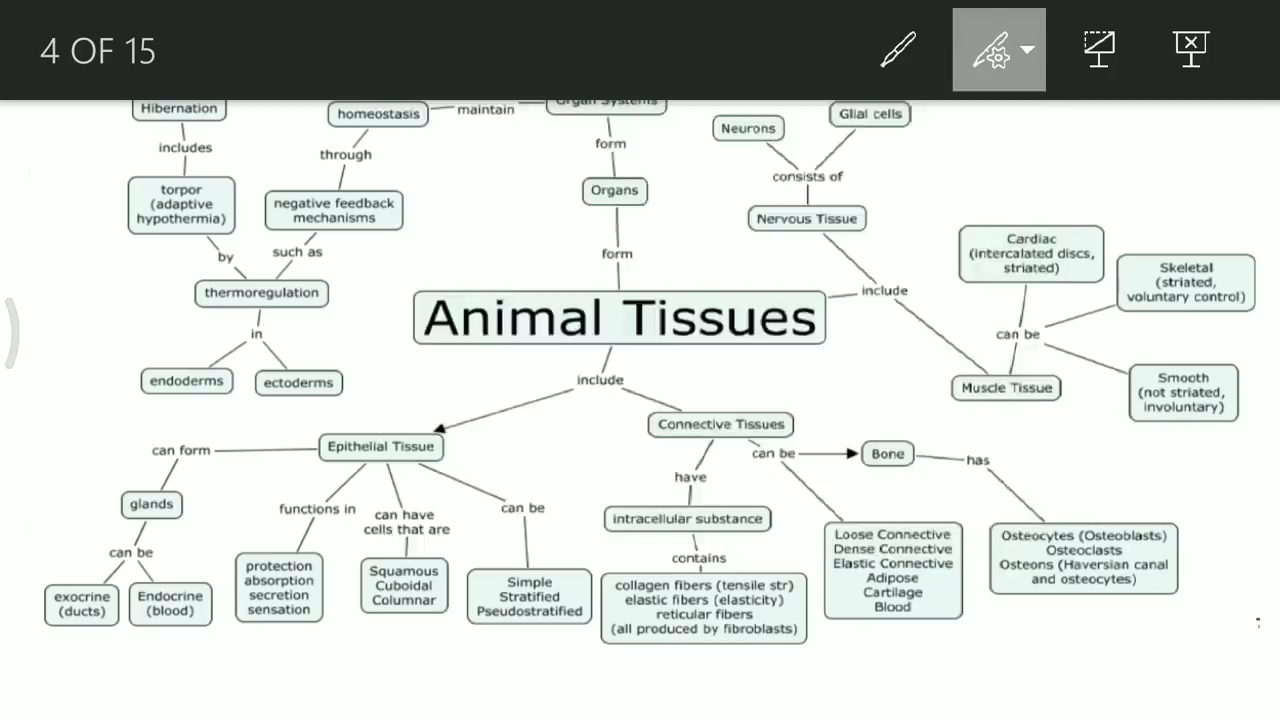 4 OF 15
Hibernation
homeostasis
maintain
Organ Systems
Neurons
Glial cells
includes
through
form
consists of
torpor
(adaptive
hypothermia)
negative feedback
mechanisms
Organs
Nervous Tissue
by
such as
form
Cardiac
(intercalated discs,
striated)
Skeletal
(striated,
voluntary control)
thermoregulation
include
Animal Tissues
in
can be
endoderms
ectoderms
include
Muscle Tissue
Smooth
(not striated,
involuntary)
Connective Tissues
can form
Epithelial Tissue
can be
Bone
has
have
glands
functions in
can have
cells that are
can be
intracellular substance
Loose Connective
Dense Connective
Elastic Connective
Adipose
Cartilage
Blood
Osteocytes (Osteoblasts)
Osteoclasts
Osteons (Haversian canal
and osteocytes)
can be
contains
exocrine
(ducts)
Endocrine
(blood)
protection
absorption
secretion
sensation
Squamous
Cuboidal
Columnar
Simple
Stratified
Pseudostratified
collagen fibers (tensile str)
elastic fibers (elasticity)
reticular fibers
(all produced by fibroblasts)